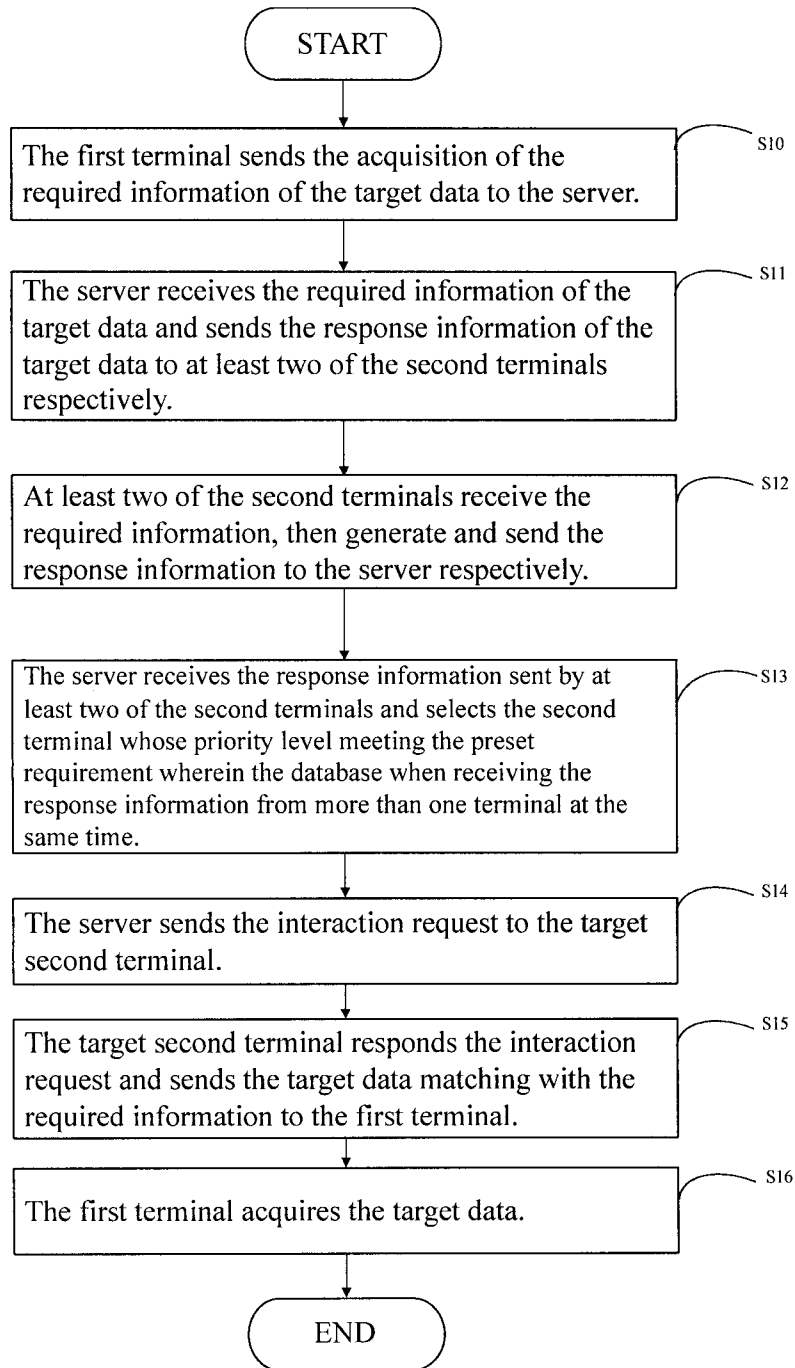 START
The first terminal sends the acquisition of the
required information of the target data to the server.
S10
The server receives the required information of the
target data and sends the response information of the
target data to at least two of the second terminals
respectively.
S11
At least two of the second terminals receive the
required information, then generate and send the
response information to the server respectively.
S12
The server receives the response information sent by at
least two of the second terminals and selects the second
terminal whose priority level meeting the preset
requirement wherein the database when receiving the
response information from more than one terminal at the
same time.
S13
The server sends the interaction request to the target
second terminal.
S14
The target second terminal responds the interaction
request and sends the target data matching with the
required information to the first terminal.
S15
The first terminal acquires the target data.
S16
END